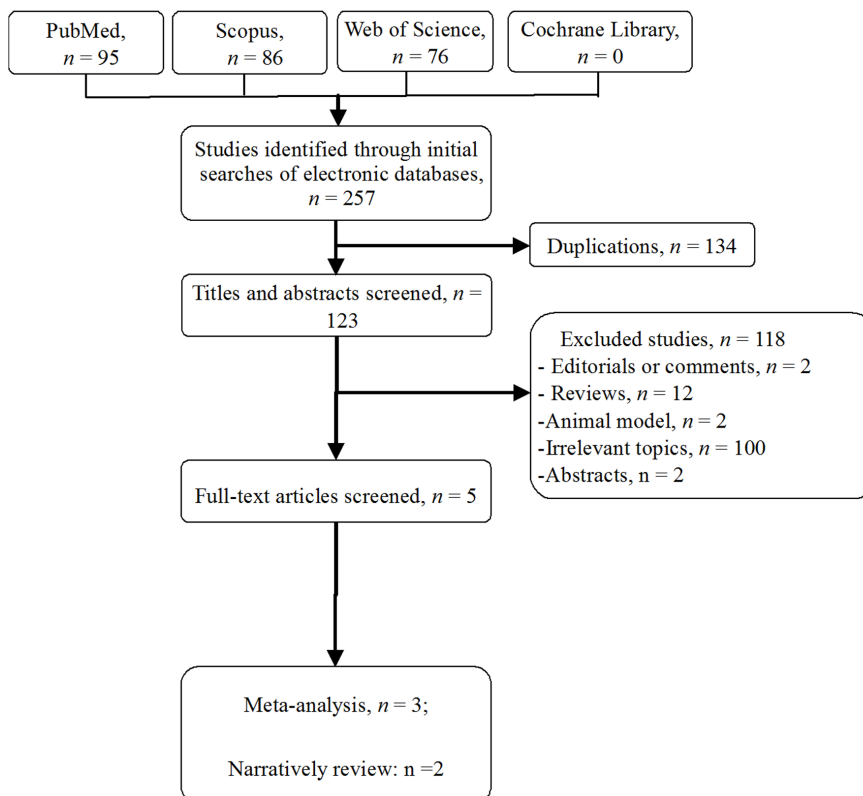 PubMed,
n = 95
Scopus,
n = 86
Web of Science,
n = 76
Cochrane Library,
n = 0
Studies identified through initial
searches of electronic databases,
n = 257
Duplications, n = 134
Titles and abstracts screened, n =
123
Excluded studies, n = 118
- Editorials or comments, n = 2
- Reviews, n = 12
-Animal model, n = 2
-Irrelevant topics, n = 100
-Abstracts, n = 2
Full-text articles screened, n = 5
Meta-analysis, n = 3;
Narratively review: n =2